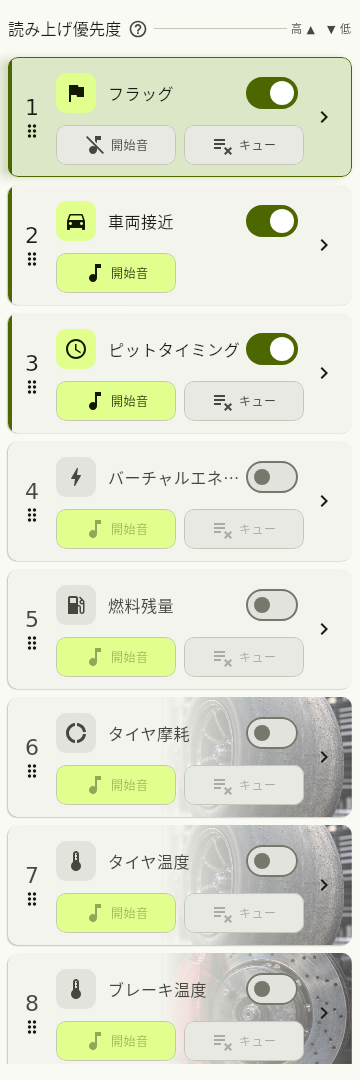 読み上げ優先度 高▲ ▼低
1
フラッグ
開始音 キュー
2
車両接近
開始音
3
ピットタイミング
開始音 キュー
4
バーチャルエネ…
開始音 キュー
5
燃料残量
開始音 キュー
6
タイヤ摩耗
開始音 キュー
7
タイヤ温度
開始音 キュー
8
ブレーキ温度
開始音 キュー